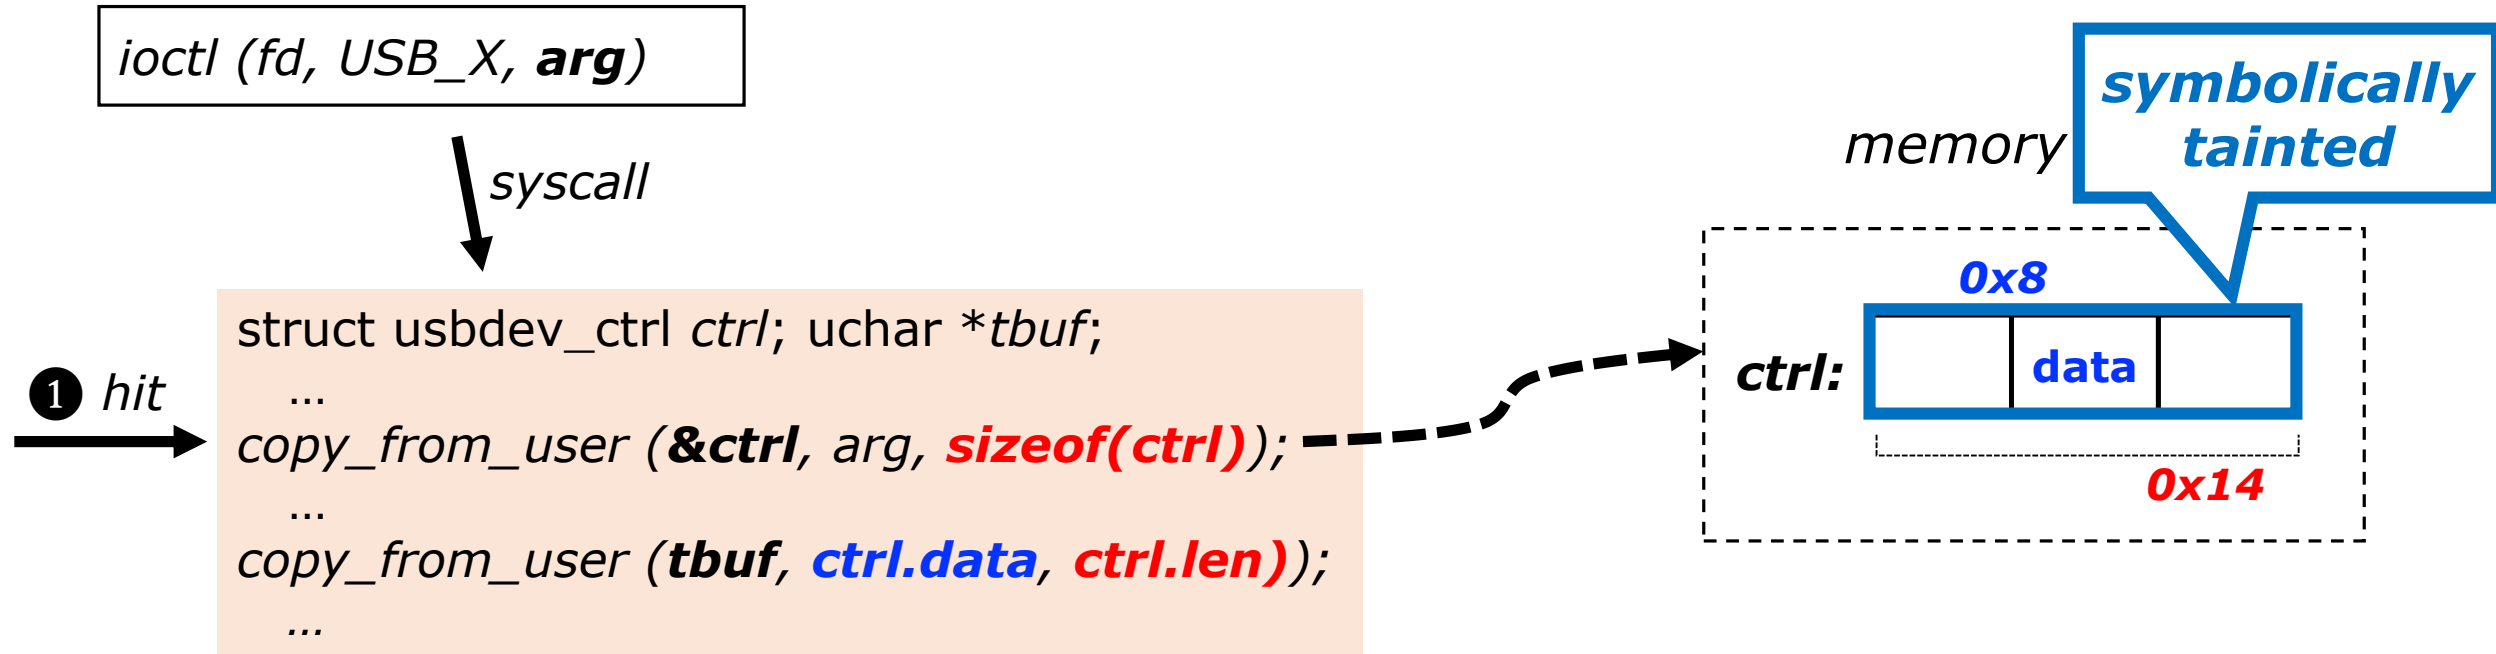 ioctl (fd, USB_X, arg)
syscall
struct usbdev_ctrl ctrl; uchar *tbuf;
...
1 hit
copy_from_user (&ctrl, arg, sizeof(ctrl));
...
copy_from_user (tbuf, ctrl.data, ctrl.len));
...
memory
symbolically
tainted
0x8
ctrl:
data
0x14